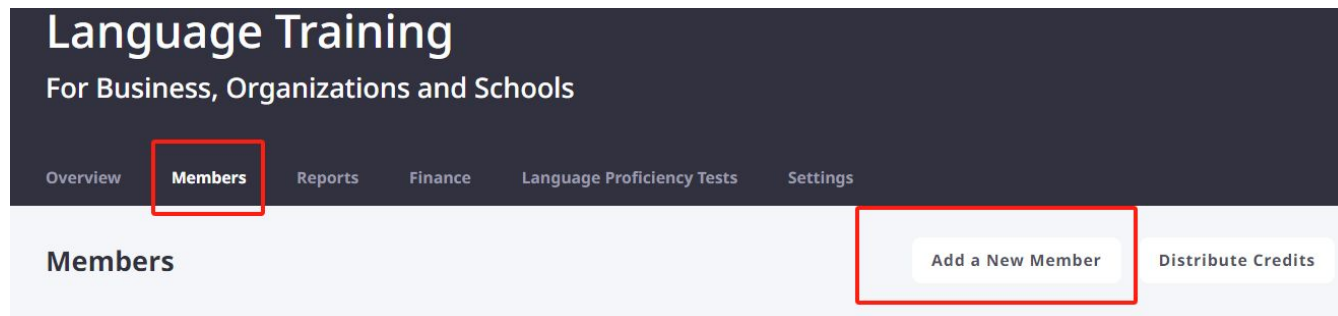 Language Training
For Business, Organizations and Schools
Overview Members Reports Finance Language Proficiency Tests Settings
Members Add a New Member Distribute Credits